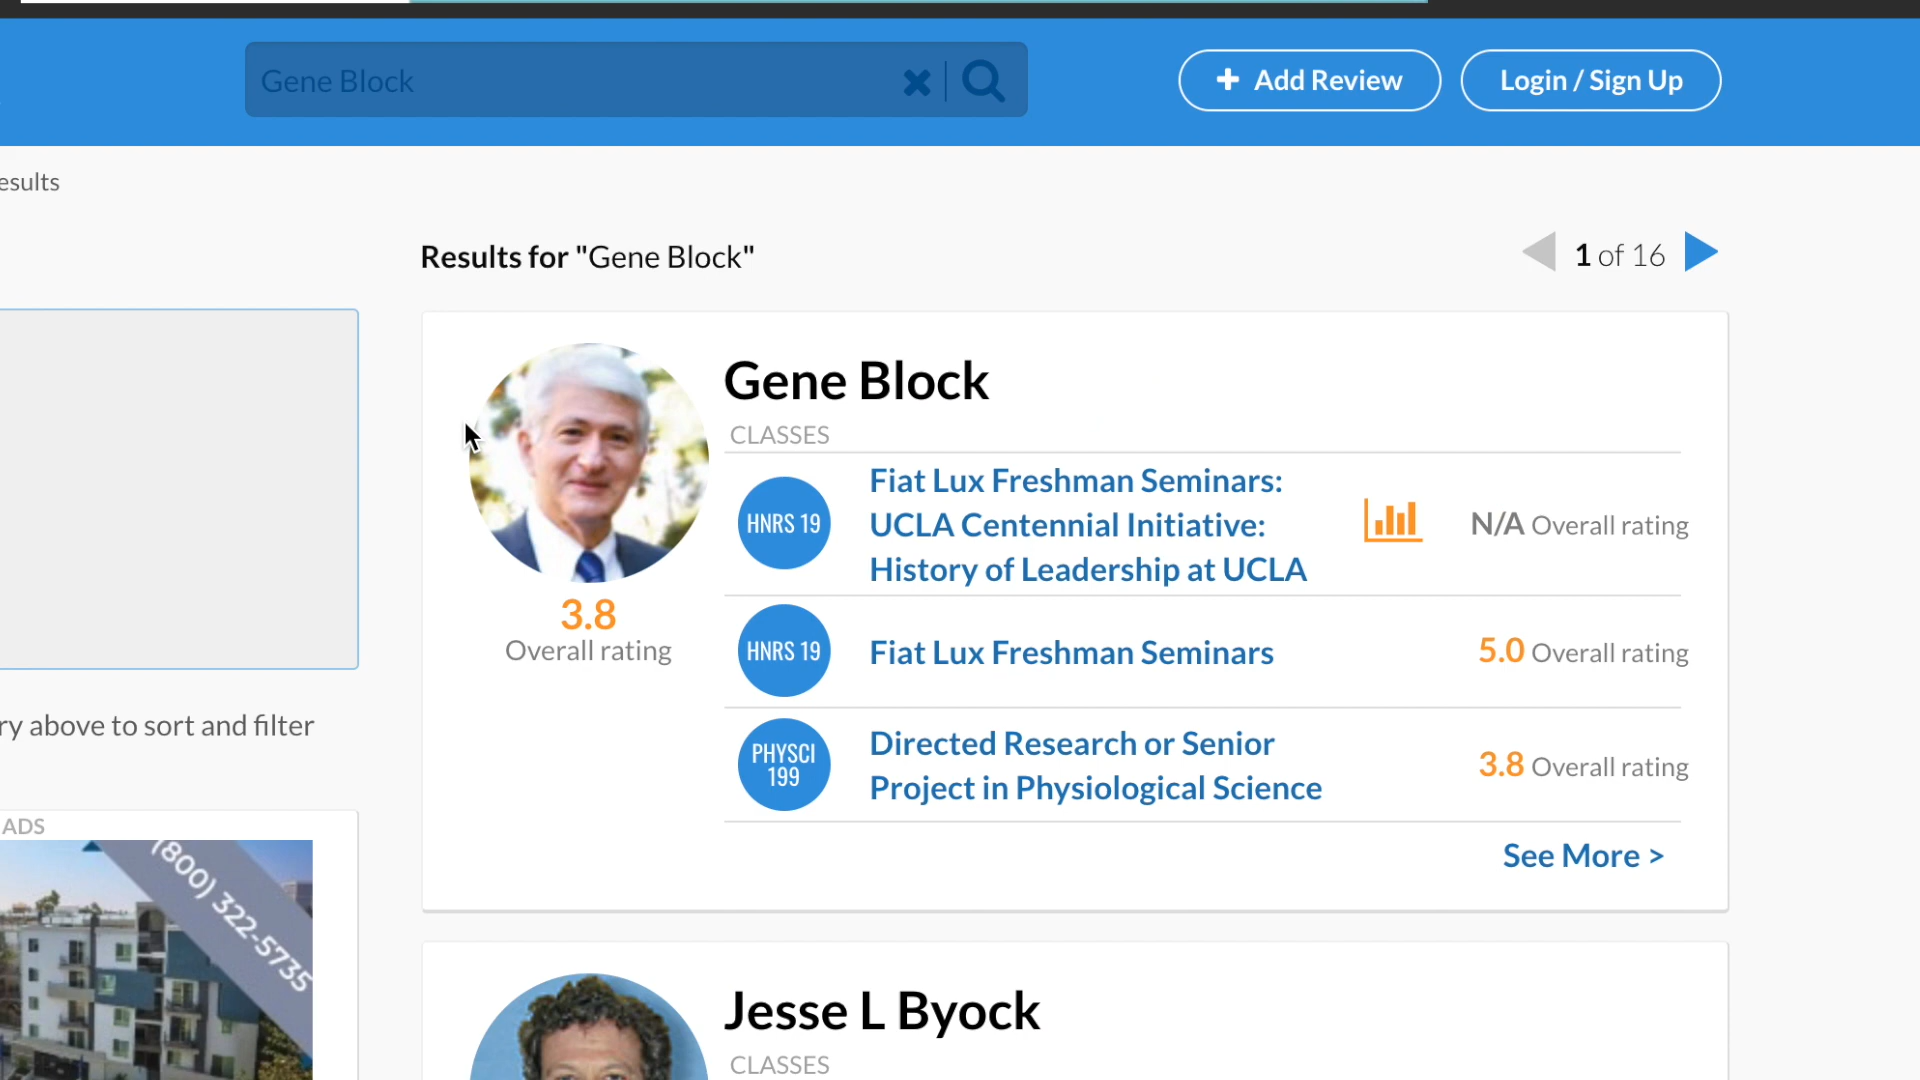 Gene Block
+ Add Review
Login / Sign Up
esults
Results for "Gene Block"
1 of 16
Gene Block
CLASSES
HNRS 19
Fiat Lux Freshman Seminars:
UCLA Centennial Initiative:
History of Leadership at UCLA
N/A Overall rating
3.8
Overall rating
HNRS 19
Fiat Lux Freshman Seminars
5.0 Overall rating
PHYSCI
199
Directed Research or Senior
Project in Physiological Science
3.8 Overall rating
See More >
ry above to sort and filter
ADS
(800) 322-5735
Jesse L Byock
CLASSES